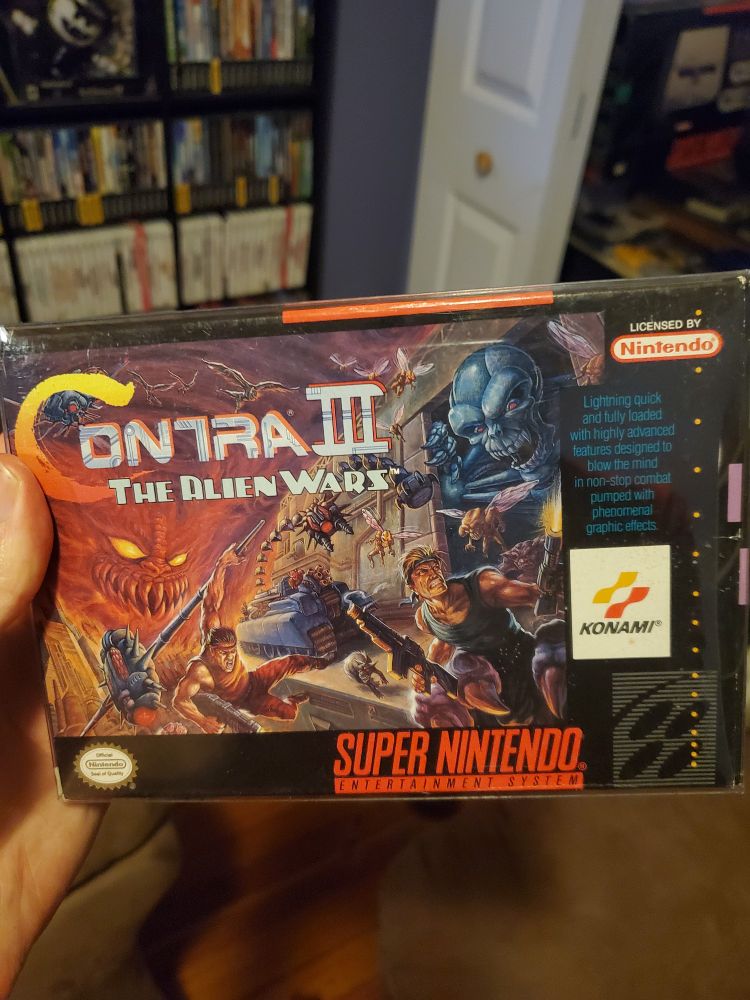 LICENSED BY
Nintendo®
CONTRA® III
THE ALIEN WARS™
Lightning quick
and fully loaded
with highly advanced
features designed to
blow the mind
in non-stop combat
pumped with
phenomenal
graphic effects.
KONAMI®
Official
Nintendo
Seal of Quality
SUPER NINTENDO®
ENTERTAINMENT SYSTEM